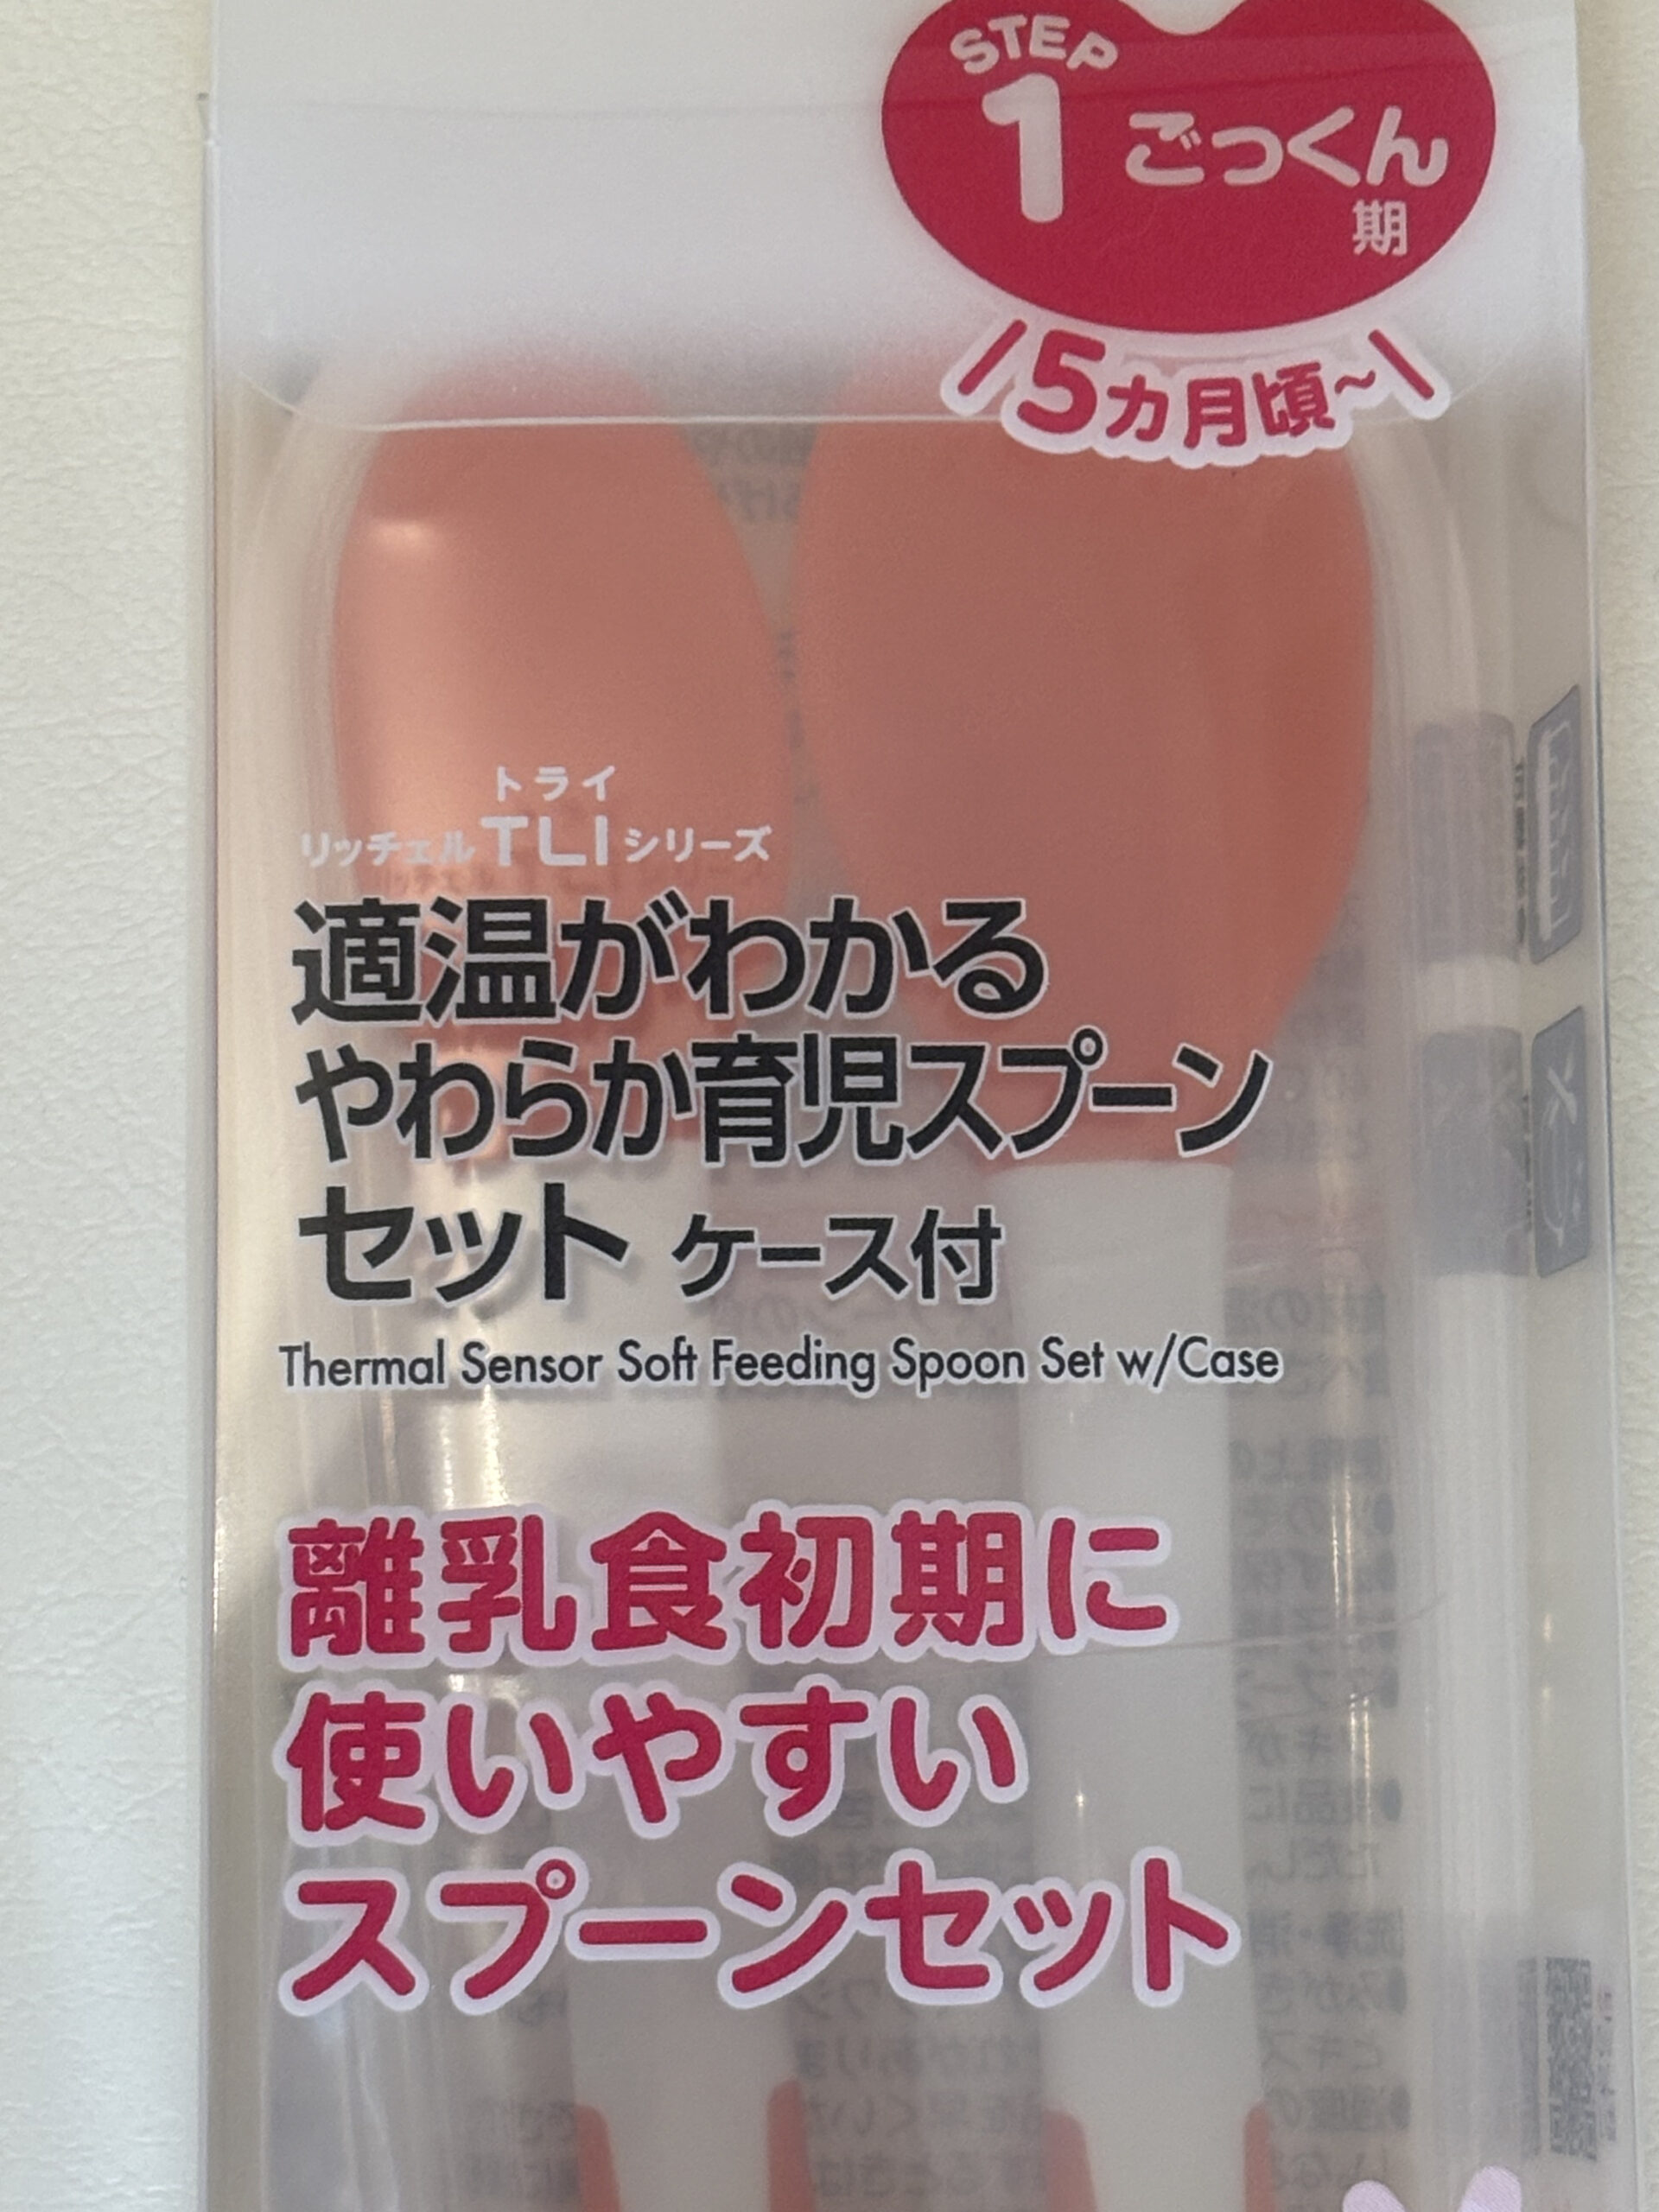 STEP
1 ごっくん
期
5カ月頃~
トライ
リッチェル TLI シリーズ
適温がわかる
やわらか育児スプーン
セット ケース付
Thermal Sensor Soft Feeding Spoon Set w/Case
離乳食初期に
使いやすい
スプーンセット